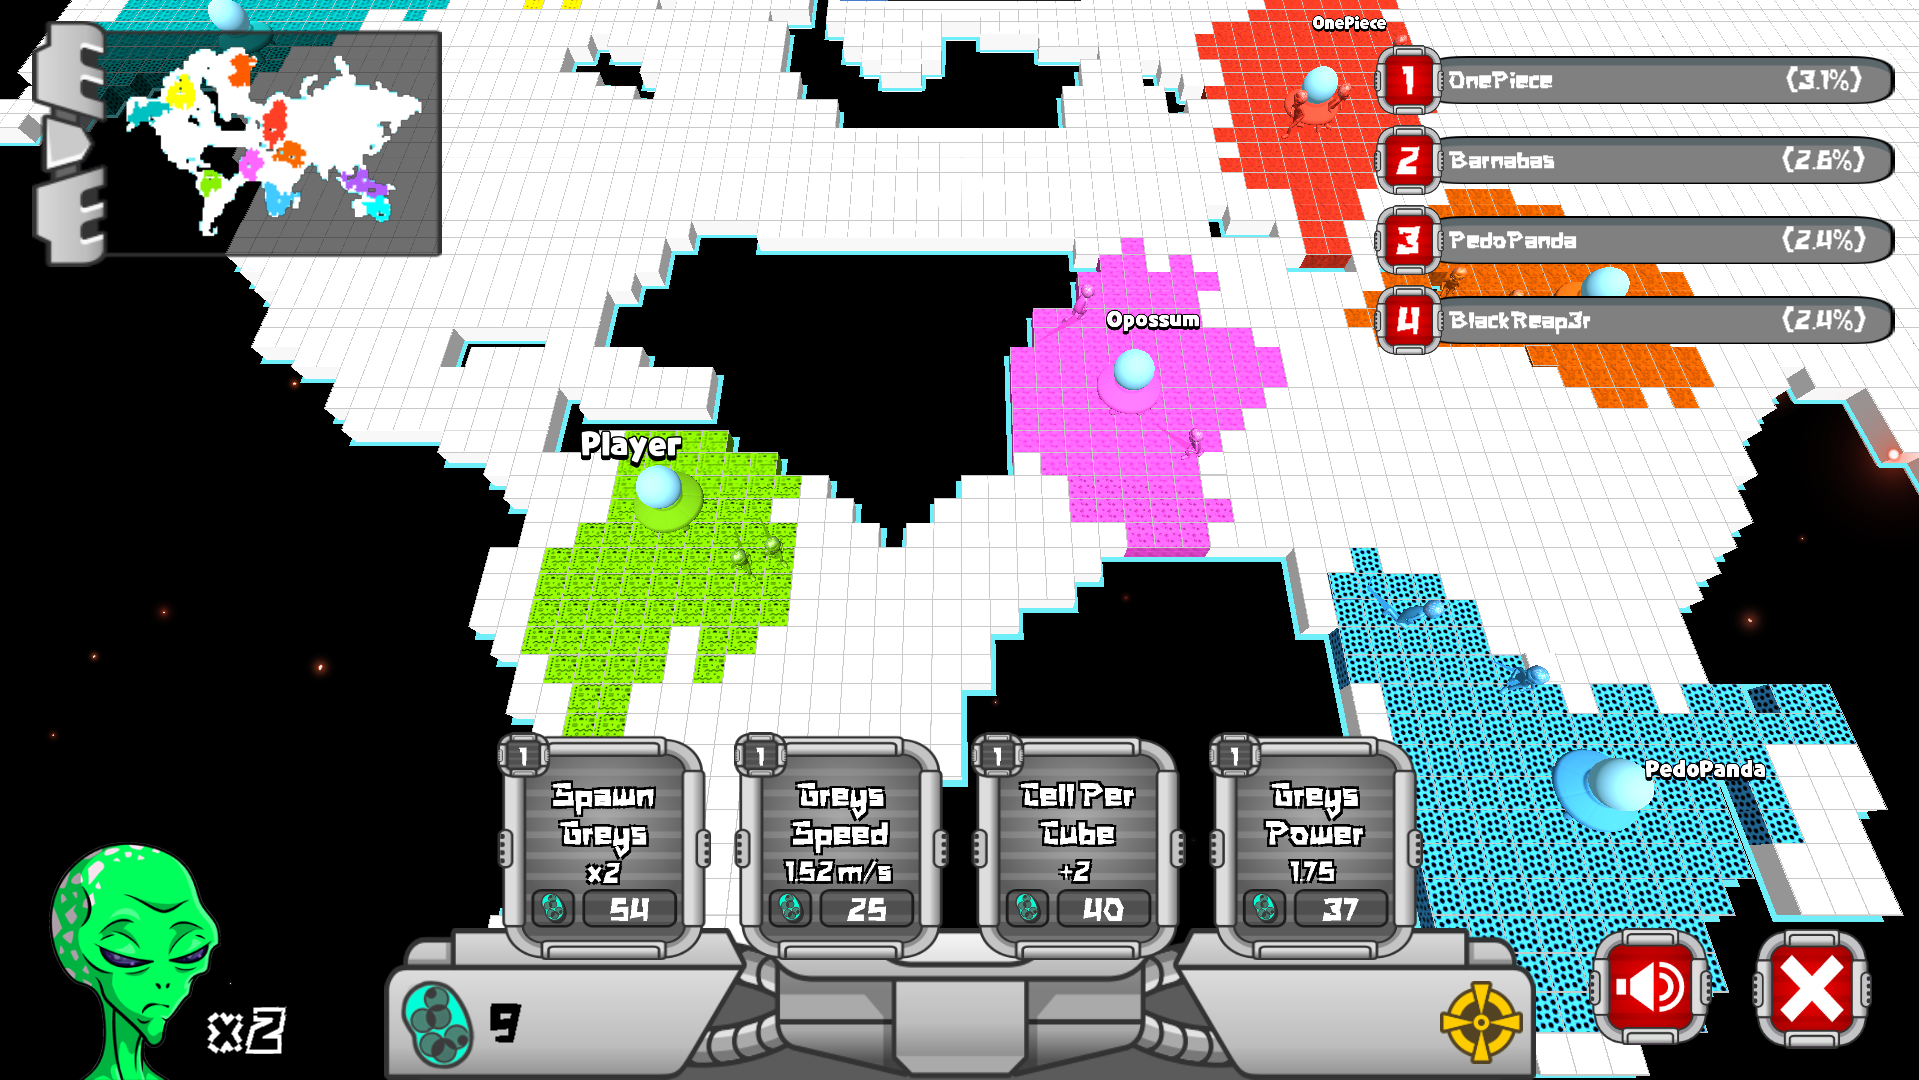 OnePiece
1 OnePiece (3.1%)
2 Barnabas (2.6%)
3 PedoPanda (2.4%)
4 BlackReap3r (2.4%)
Opossum
Player
PedoPanda
1
Spawn
Greys
x2
54
1
Greys
Speed
1.52 m/s
25
1
Cell Per
Cube
+2
40
1
Greys
Power
1.75
37
x2
9